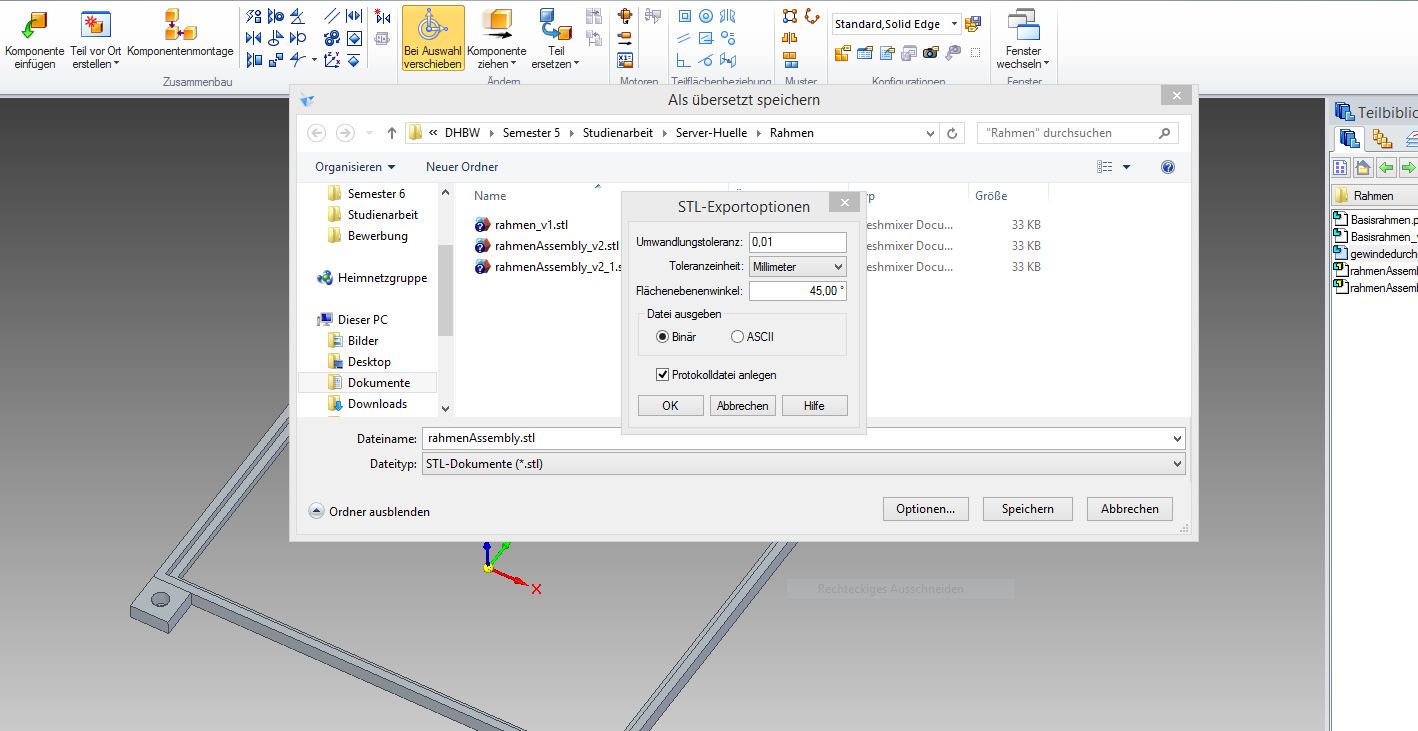 Komponente einfügen
Teil vor Ort erstellen
Komponentenmontage
Bei Auswahl verschieben
Komponente ziehen
Teil ersetzen
Standard,Solid Edge
Fenster wechseln
Zusammenbau
Ändern
Motoren
Teilflächenbeziehung
Muster
Konfigurationen
Fenster
Als übersetzt speichern
« DHBW Semester 5 Studienarbeit Server-Huelle Rahmen
"Rahmen" durchsuchen
Organisieren
Neuer Ordner
Semester 6
Studienarbeit
Bewerbung
Heimnetzgruppe
Dieser PC
Bilder
Desktop
Dokumente
Downloads
Name
Größe
rahmen_v1.stl
eshmixer Docu...
33 KB
rahmenAssembly_v2.stl
eshmixer Docu...
33 KB
rahmenAssembly_v2_1.s
eshmixer Docu...
33 KB
STL-Exportoptionen
Umwandlungstoleranz: 0,01
Toleranzeinheit: Millimeter
Flächenebenenwinkel: 45,00 °
Datei ausgeben
Binär
ASCII
Protokolldatei anlegen
OK
Abbrechen
Hilfe
Dateiname: rahmenAssembly.stl
Dateityp: STL-Dokumente (*.stl)
Ordner ausblenden
Optionen...
Speichern
Abbrechen
X
Rechteckiges Ausschneiden
Teilbiblic
Rahmen
Basisrahmen.p
Basisrahmen_
gewindedurch
rahmenAssem
rahmenAssem